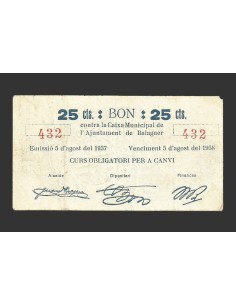 25 cts. : BON : 25 cts.
contra la Caixa Municipal de
l'Ajuntament de Balaguer
432 432
Emissió 5 d'agost del 1937 Venciment 5 d'agost del 1938
CURS OBLIGATORI PER A CANVI
Alcalde Dipositari Financier